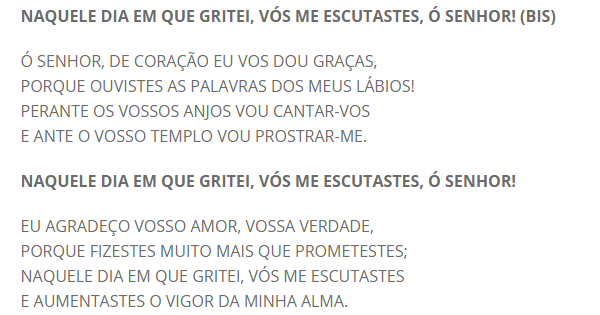 NAQUELE DIA EM QUE GRITEI, VÓS ME ESCUTASTES, Ó SENHOR! (BIS)
Ó SENHOR, DE CORAÇÃO EU VOS DOU GRAÇAS,
PORQUE OUVISTES AS PALAVRAS DOS MEUS LÁBIOS!
PERANTE OS VOSSOS ANJOS VOU CANTAR-VOS
E ANTE O VOSSO TEMPLO VOU PROSTRAR-ME.
NAQUELE DIA EM QUE GRITEI, VÓS ME ESCUTASTES, Ó SENHOR!
EU AGRADEÇO VOSSO AMOR, VOSSA VERDADE,
PORQUE FIZESTES MUITO MAIS QUE PROMETESTES;
NAQUELE DIA EM QUE GRITEI, VÓS ME ESCUTASTES
E AUMENTASTES O VIGOR DA MINHA ALMA.